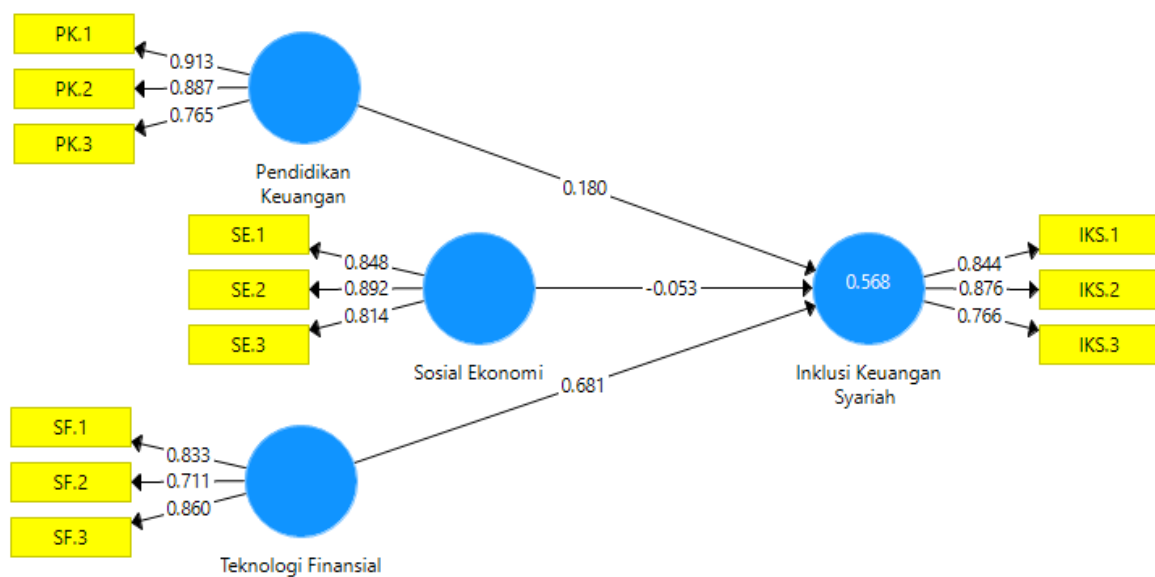 PK.1
0.913
PK.2
0.887
PK.3
0.765
Pendidikan
Keuangan
0.180
SE.1
0.848
SE.2
0.892
SE.3
0.814
Sosial Ekonomi
-0.053
0.568
Inklusi Keuangan
Syariah
IKS.1
0.844
IKS.2
0.876
IKS.3
0.766
0.681
SF.1
0.833
SF.2
0.711
SF.3
0.860
Teknologi Finansial